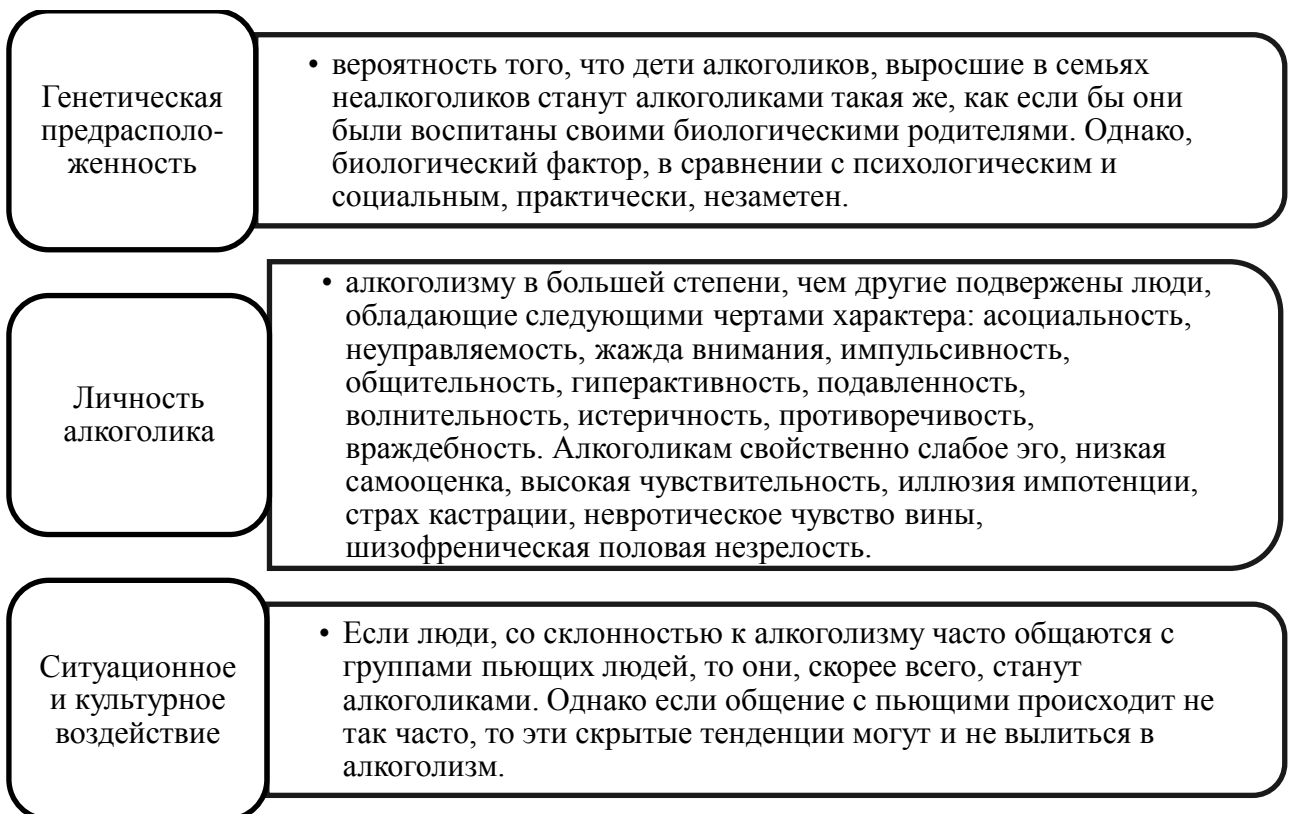 Генетическая
предрасполо-
женность
• вероятность того, что дети алкоголиков, выросшие в семьях
неалкоголиков станут алкоголиками такая же, как если бы они
были воспитаны своими биологическими родителями. Однако,
биологический фактор, в сравнении с психологическим и
социальным, практически, незаметен.
Личность
алкоголика
• алкоголизму в большей степени, чем другие подвержены люди,
обладающие следующими чертами характера: асоциальность,
неуправляемость, жажда внимания, импульсивность,
общительность, гиперактивность, подавленность,
волнительность, истеричность, противоречивость,
враждебность. Алкоголикам свойственно слабое эго, низкая
самооценка, высокая чувствительность, иллюзия импотенции,
страх кастрации, невротическое чувство вины,
шизофреническая половая незрелость.
Ситуационное
и культурное
воздействие
• Если люди, со склонностью к алкоголизму часто общаются с
группами пьющих людей, то они, скорее всего, станут
алкоголиками. Однако если общение с пьющими происходит не
так часто, то эти скрытые тенденции могут и не вылиться в
алкоголизм.